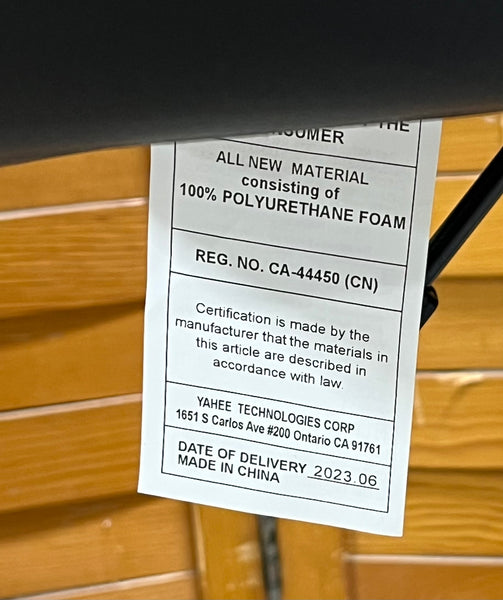 THE
CONSUMER
ALL NEW MATERIAL
consisting of
100% POLYURETHANE FOAM
REG. NO. CA-44450 (CN)
Certification is made by the
manufacturer that the materials in
this article are described in
accordance with law.
YAHEE TECHNOLOGIES CORP
1651 S Carlos Ave #200 Ontario CA 91761
DATE OF DELIVERY 2023.06
MADE IN CHINA